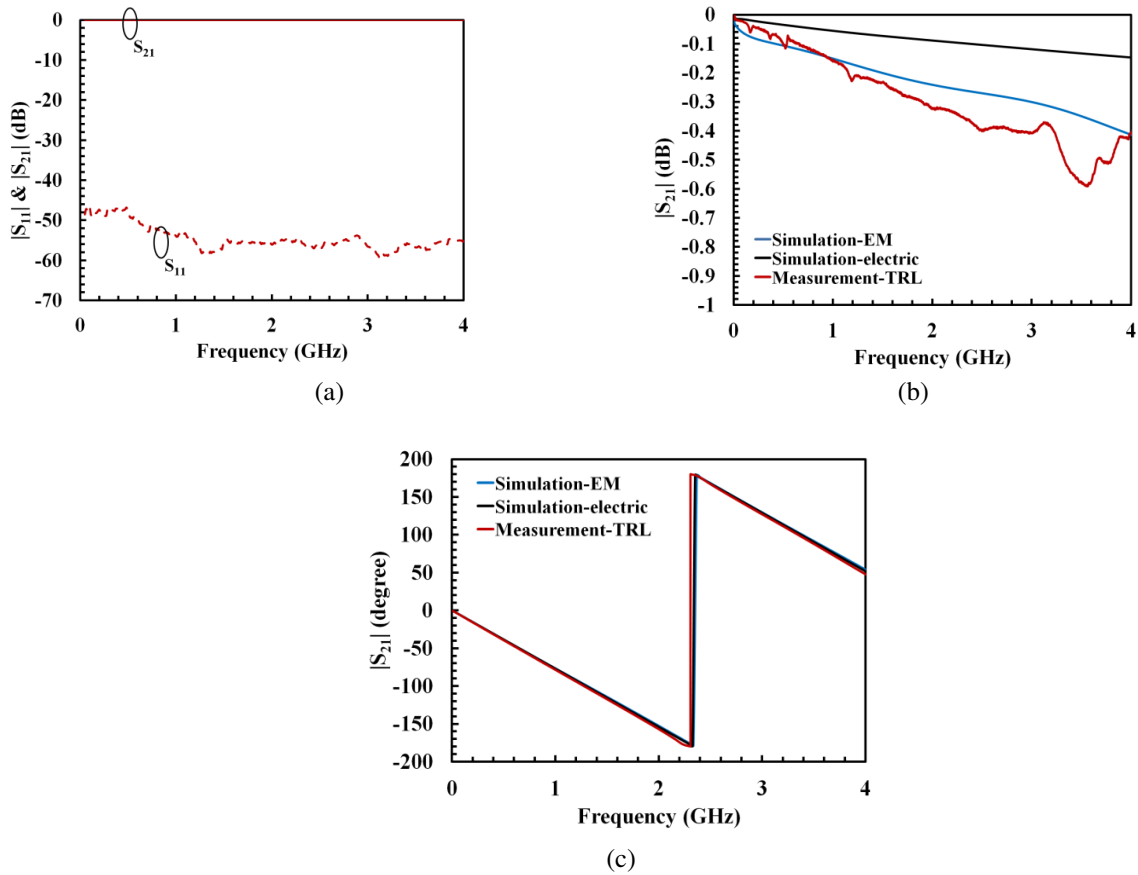 |S11| & |S21| (dB)
0
-10
-20
-30
-40
-50
-60
-70
S21
S11
0 1 2 3 4
Frequency (GHz)
(a)
|S21| (dB)
0
-0.1
-0.2
-0.3
-0.4
-0.5
-0.6
-0.7
-0.8
-0.9
-1
Simulation-EM
Simulation-electric
Measurement-TRL
0 1 2 3 4
Frequency (GHz)
(b)
|S21| (degree)
200
150
100
50
0
-50
-100
-150
-200
Simulation-EM
Simulation-electric
Measurement-TRL
0 1 2 3 4
Frequency (GHz)
(c)